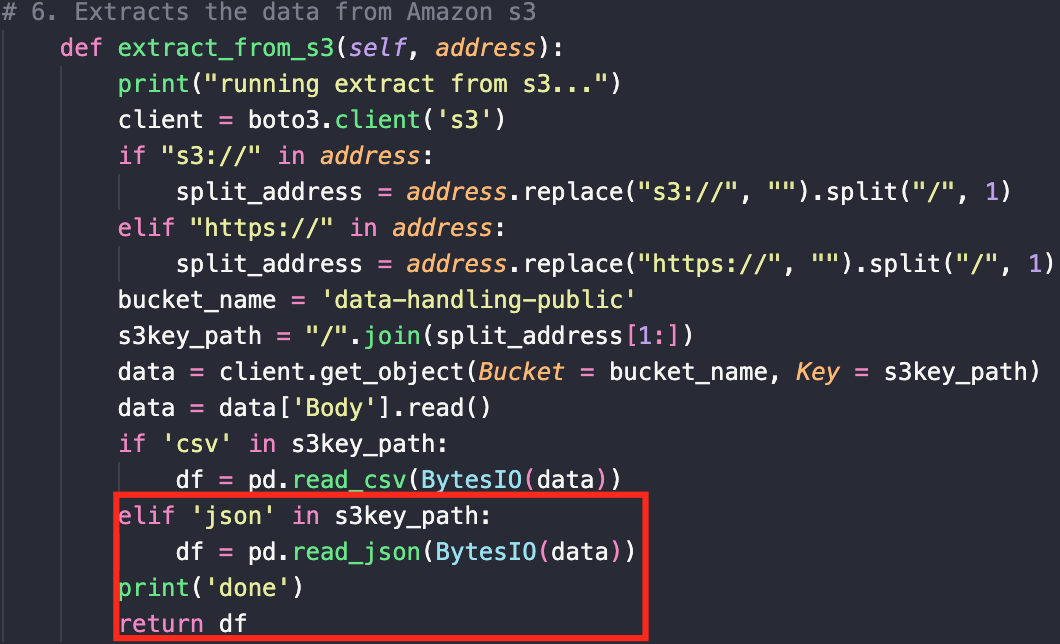 # 6. Extracts the data from Amazon s3
def extract_from_s3(self, address):
print("running extract from s3...")
client = boto3.client('s3')
if "s3://" in address:
split_address = address.replace("s3://", "").split("/", 1)
elif "https://" in address:
split_address = address.replace("https://", "").split("/", 1)
bucket_name = 'data-handling-public'
s3key_path = "/".join(split_address[1:])
data = client.get_object(Bucket = bucket_name, Key = s3key_path)
data = data['Body'].read()
if 'csv' in s3key_path:
df = pd.read_csv(BytesIO(data))
elif 'json' in s3key_path:
df = pd.read_json(BytesIO(data))
print('done')
return df